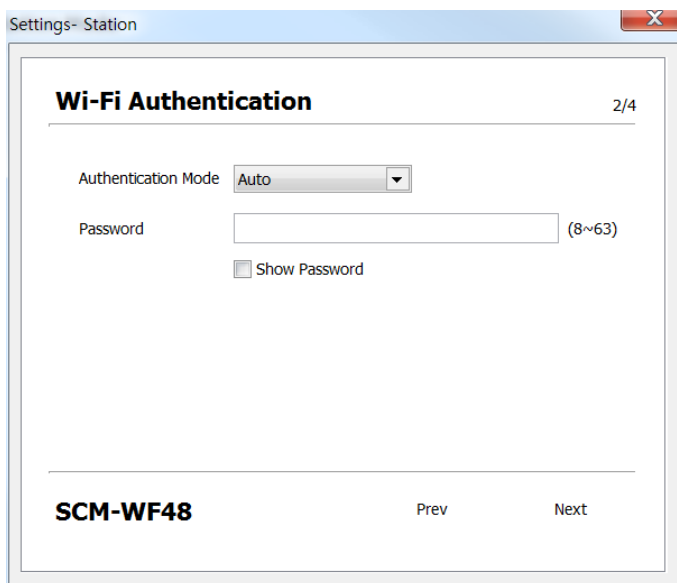 Settings- Station
X
Wi-Fi Authentication 2/4
Authentication Mode Auto
Password (8~63)
Show Password
SCM-WF48 Prev Next